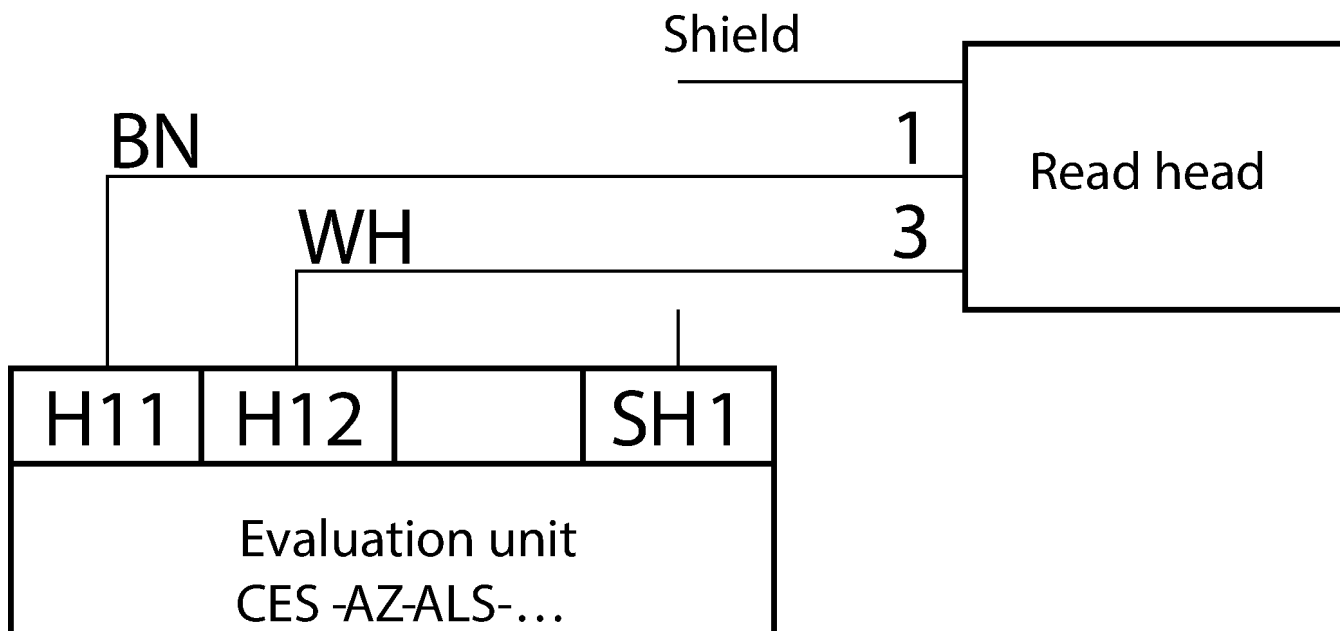 Shield
BN
1
Read head
WH
3
H11
H12
SH1
Evaluation unit
CES -AZ-ALS-...